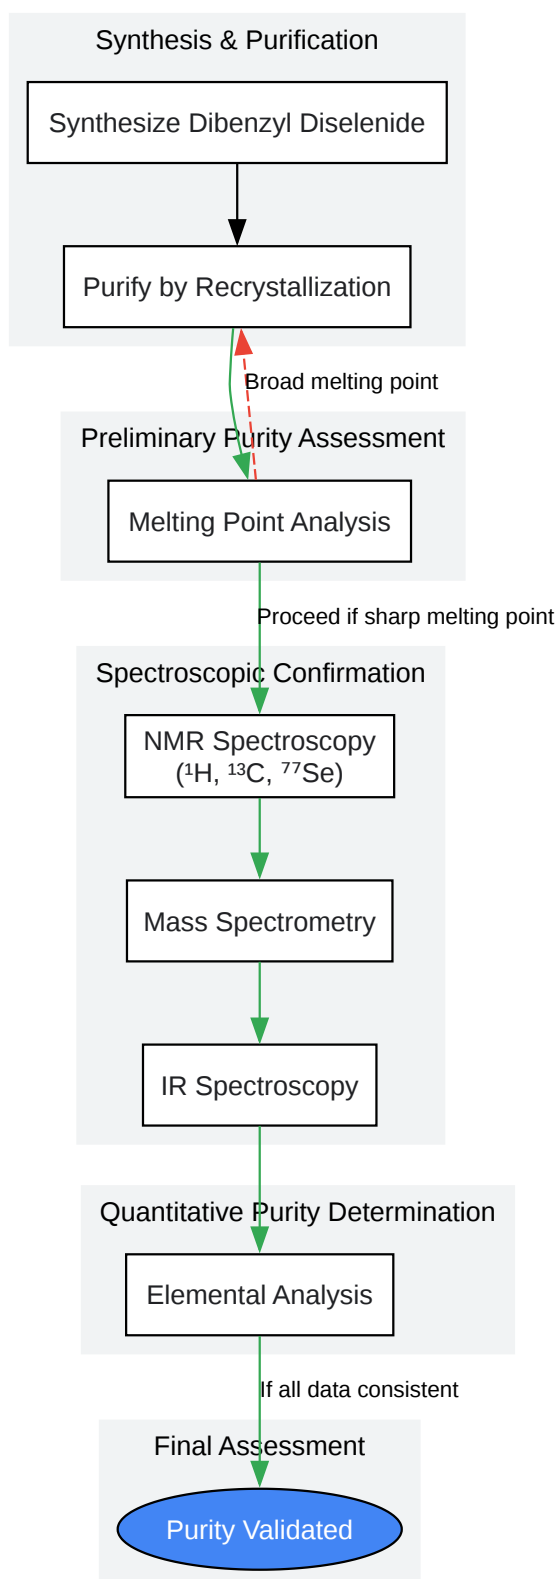 Synthesis & Purification
Synthesize Dibenzyl Diselenide
Purify by Recrystallization
Broad melting point
Preliminary Purity Assessment
Melting Point Analysis
Proceed if sharp melting point
Spectroscopic Confirmation
NMR Spectroscopy
(¹H, ¹³C, ⁷⁷Se)
Mass Spectrometry
IR Spectroscopy
Quantitative Purity Determination
Elemental Analysis
If all data consistent
Final Assessment
Purity Validated